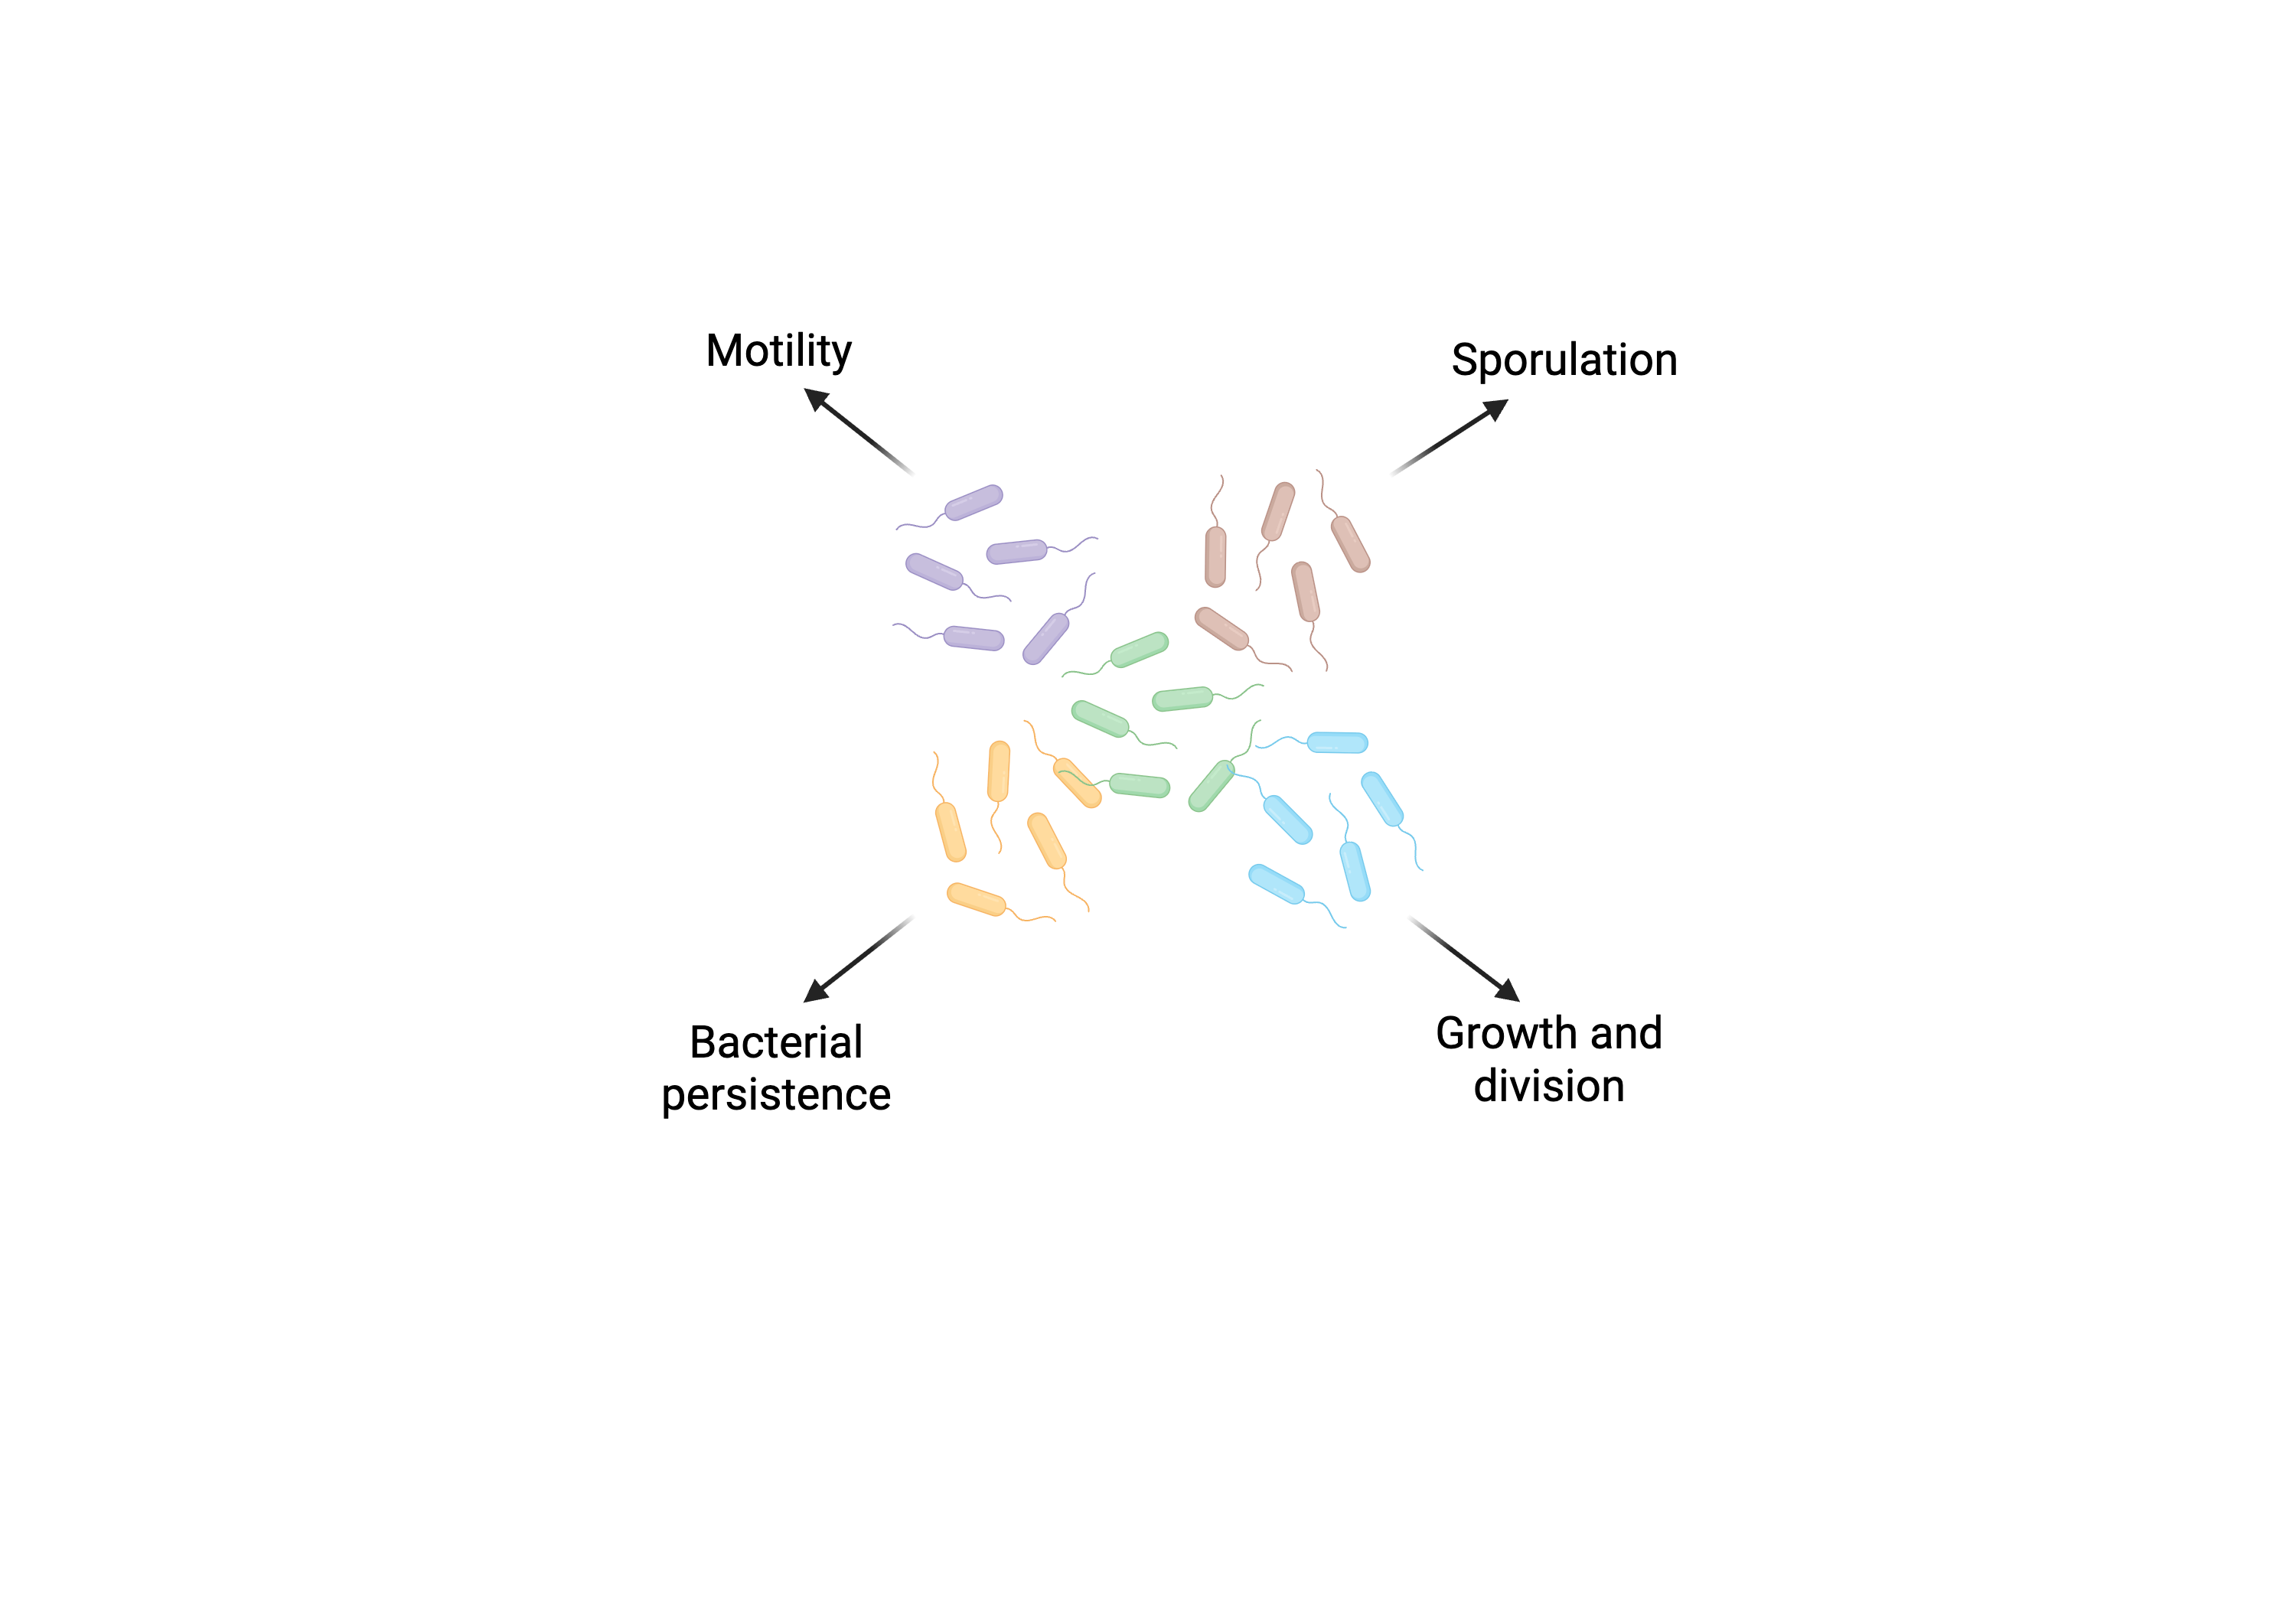 Motility
Sporulation
Bacterial
persistence
Growth and
division